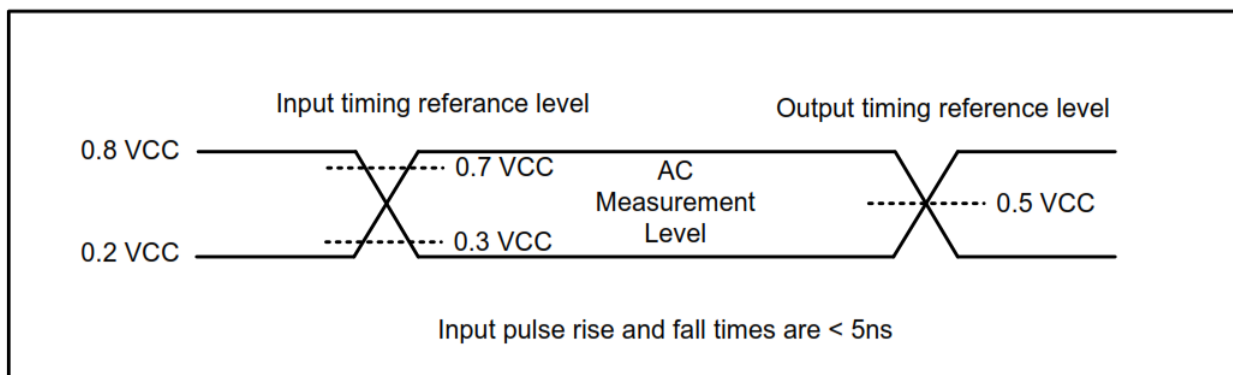 Input timing referance level
Output timing reference level
0.8 VCC
0.7 VCC
AC
Measurement
Level
0.5 VCC
0.3 VCC
0.2 VCC
Input pulse rise and fall times are < 5ns